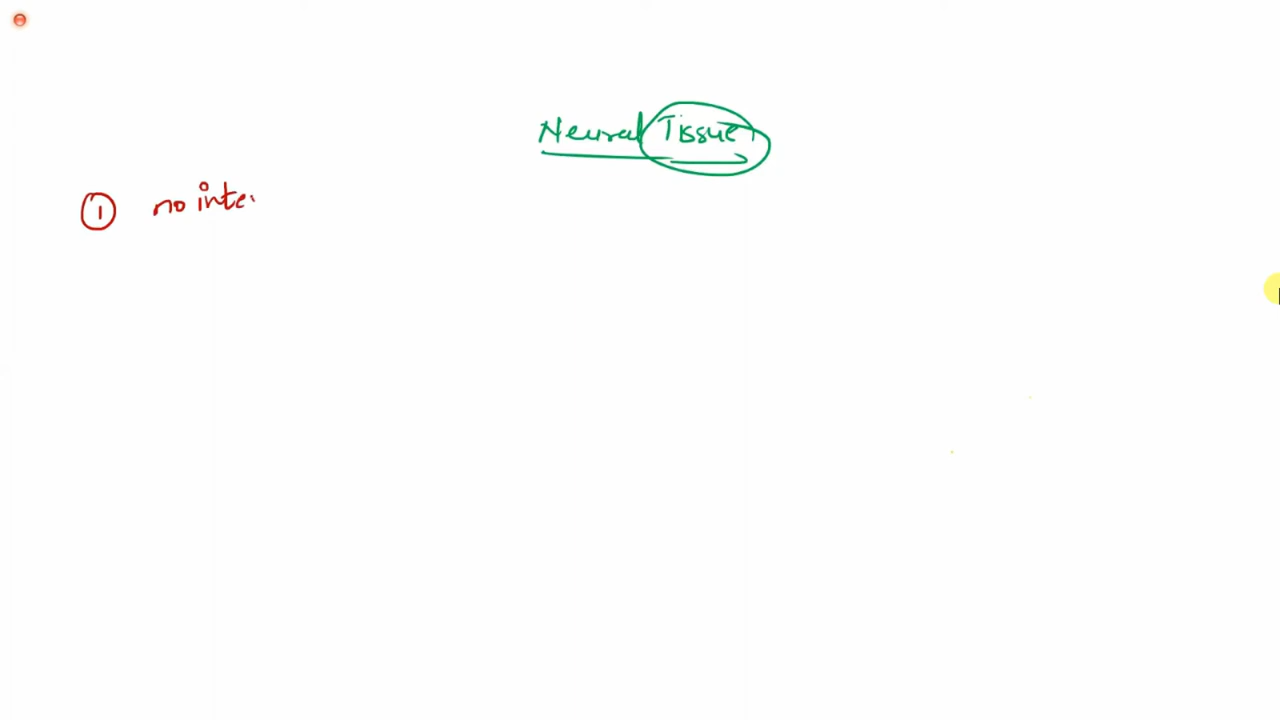 Neural Tissue
① no inte